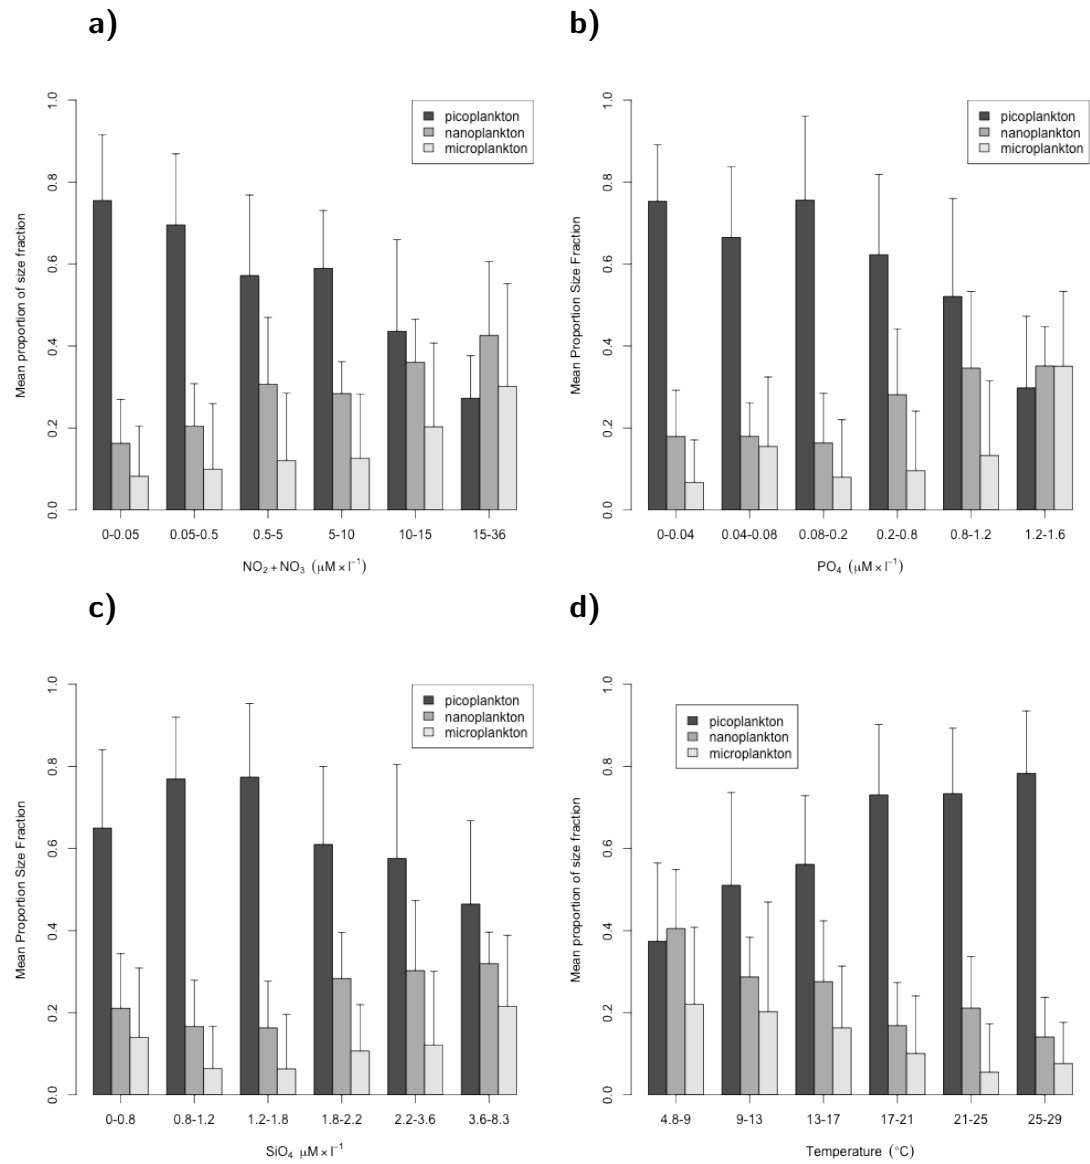 a)
Mean proportion of size fraction
1.0
0.8
0.6
0.4
0.2
0.0
picoplankton
nanoplankton
microplankton
0-0.05 0.05-0.5 0.5-5 5-10 10-15 15-36
NO₂ + NO₃ (μM × l⁻¹)
b)
Mean Proportion Size Fraction
1.0
0.8
0.6
0.4
0.2
0.0
picoplankton
nanoplankton
microplankton
0-0.04 0.04-0.08 0.08-0.2 0.2-0.8 0.8-1.2 1.2-1.6
PO₄ (μM × l⁻¹)
c)
Mean Proportion Size Fraction
1.0
0.8
0.6
0.4
0.2
0.0
picoplankton
nanoplankton
microplankton
0-0.8 0.8-1.2 1.2-1.8 1.8-2.2 2.2-3.6 3.6-8.3
SiO₄ μM × l⁻¹
d)
Mean proportion of size fraction
1.0
0.8
0.6
0.4
0.2
0.0
picoplankton
nanoplankton
microplankton
4.8-9 9-13 13-17 17-21 21-25 25-29
Temperature (°C)